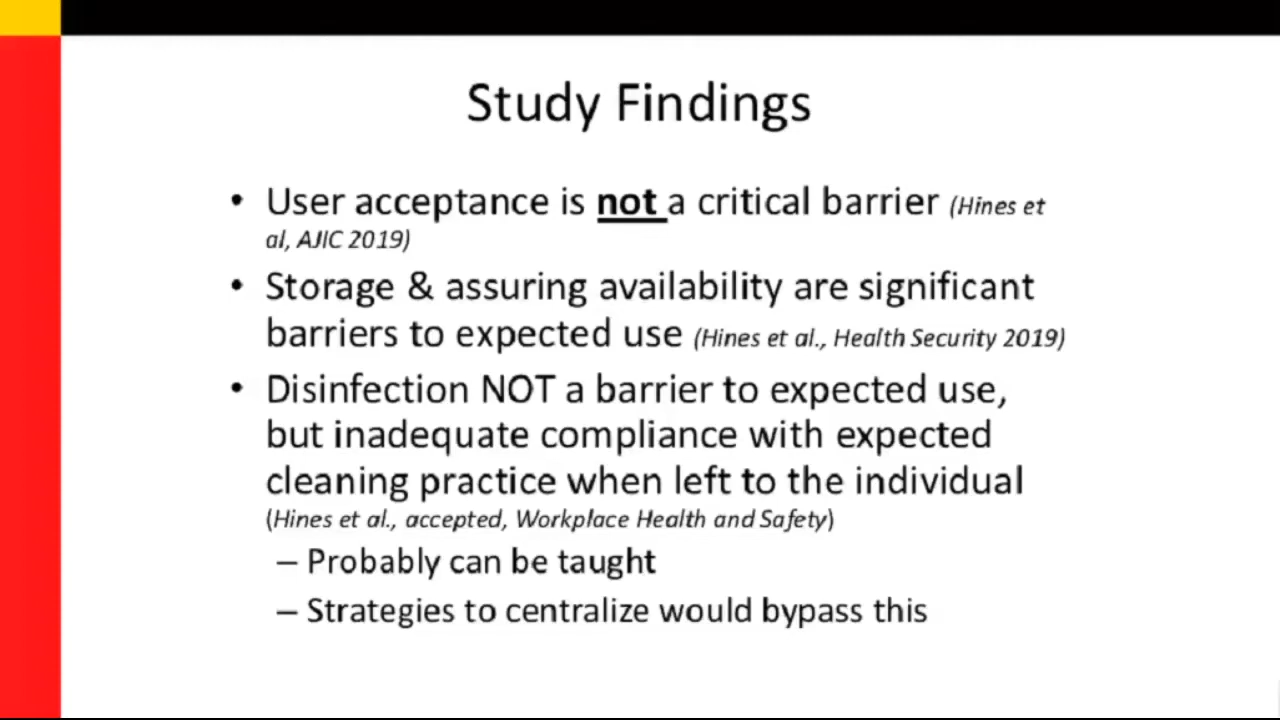 Study Findings
• User acceptance is not a critical barrier (Hines et
al, AJIC 2019)
• Storage & assuring availability are significant
barriers to expected use (Hines et al., Health Security 2019)
• Disinfection NOT a barrier to expected use,
but inadequate compliance with expected
cleaning practice when left to the individual
(Hines et al., accepted, Workplace Health and Safety)
– Probably can be taught
– Strategies to centralize would bypass this